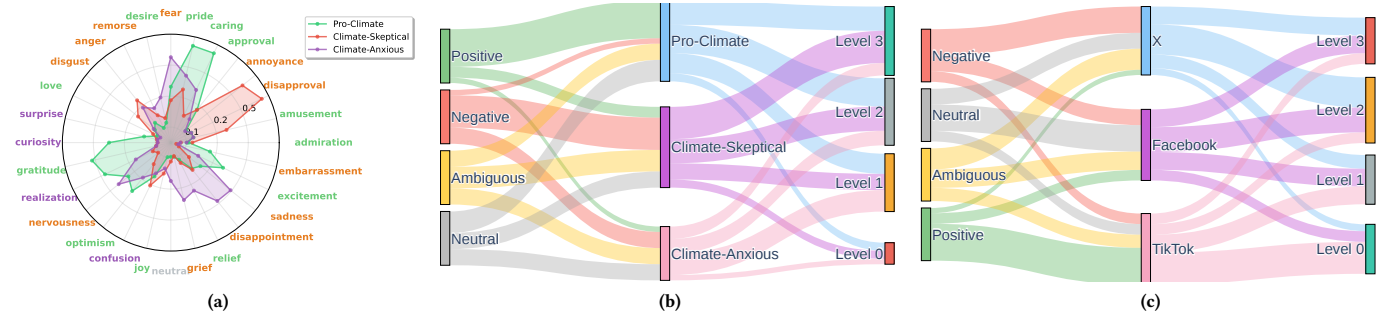 fear
desire
pride
remorse
caring
anger
approval
disgust
annoyance
love
disapproval
surprise
amusement
curiosity
admiration
gratitude
embarrassment
realization
excitement
nervousness
sadness
optimism
disappointment
confusion
relief
joy
neutral
grief
0.1
0.2
0.5
Pro-Climate
Climate-Skeptical
Climate-Anxious
(a)
Positive
Negative
Ambiguous
Neutral
Pro-Climate
Climate-Skeptical
Climate-Anxious
Level 3
Level 2
Level 1
Level 0
(b)
Negative
Neutral
Ambiguous
Positive
X
Facebook
TikTok
Level 3
Level 2
Level 1
Level 0
(c)